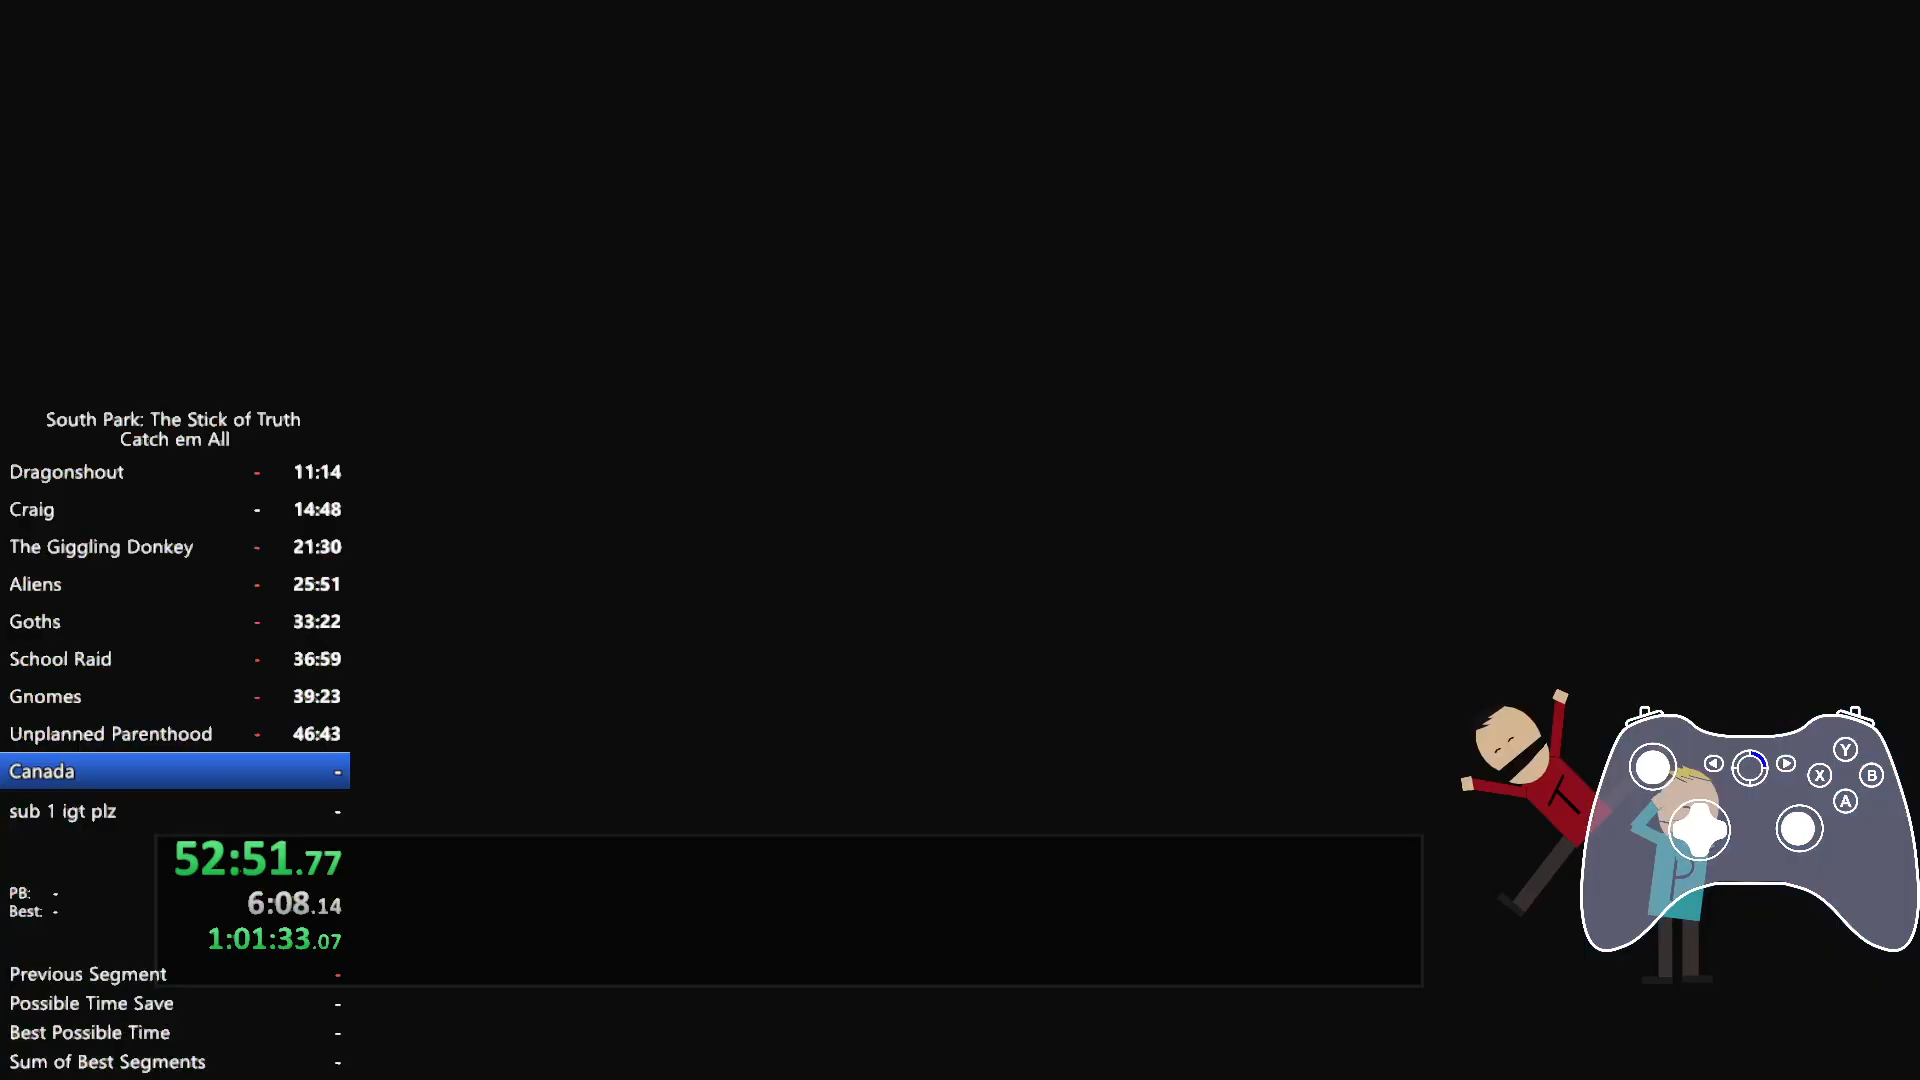 South Park: The Stick of Truth
Catch em All
Dragonshout - 11:14
Craig - 14:48
The Giggling Donkey - 21:30
Aliens - 25:51
Goths - 33:22
School Raid - 36:59
Gnomes - 39:23
Unplanned Parenthood - 46:43
Canada -
sub 1 igt plz -
52:51.77
PB: -
6:08.14
Best: -
1:01:33.07
Previous Segment -
Possible Time Save -
Best Possible Time -
Sum of Best Segments -
T
Y
X
B
A